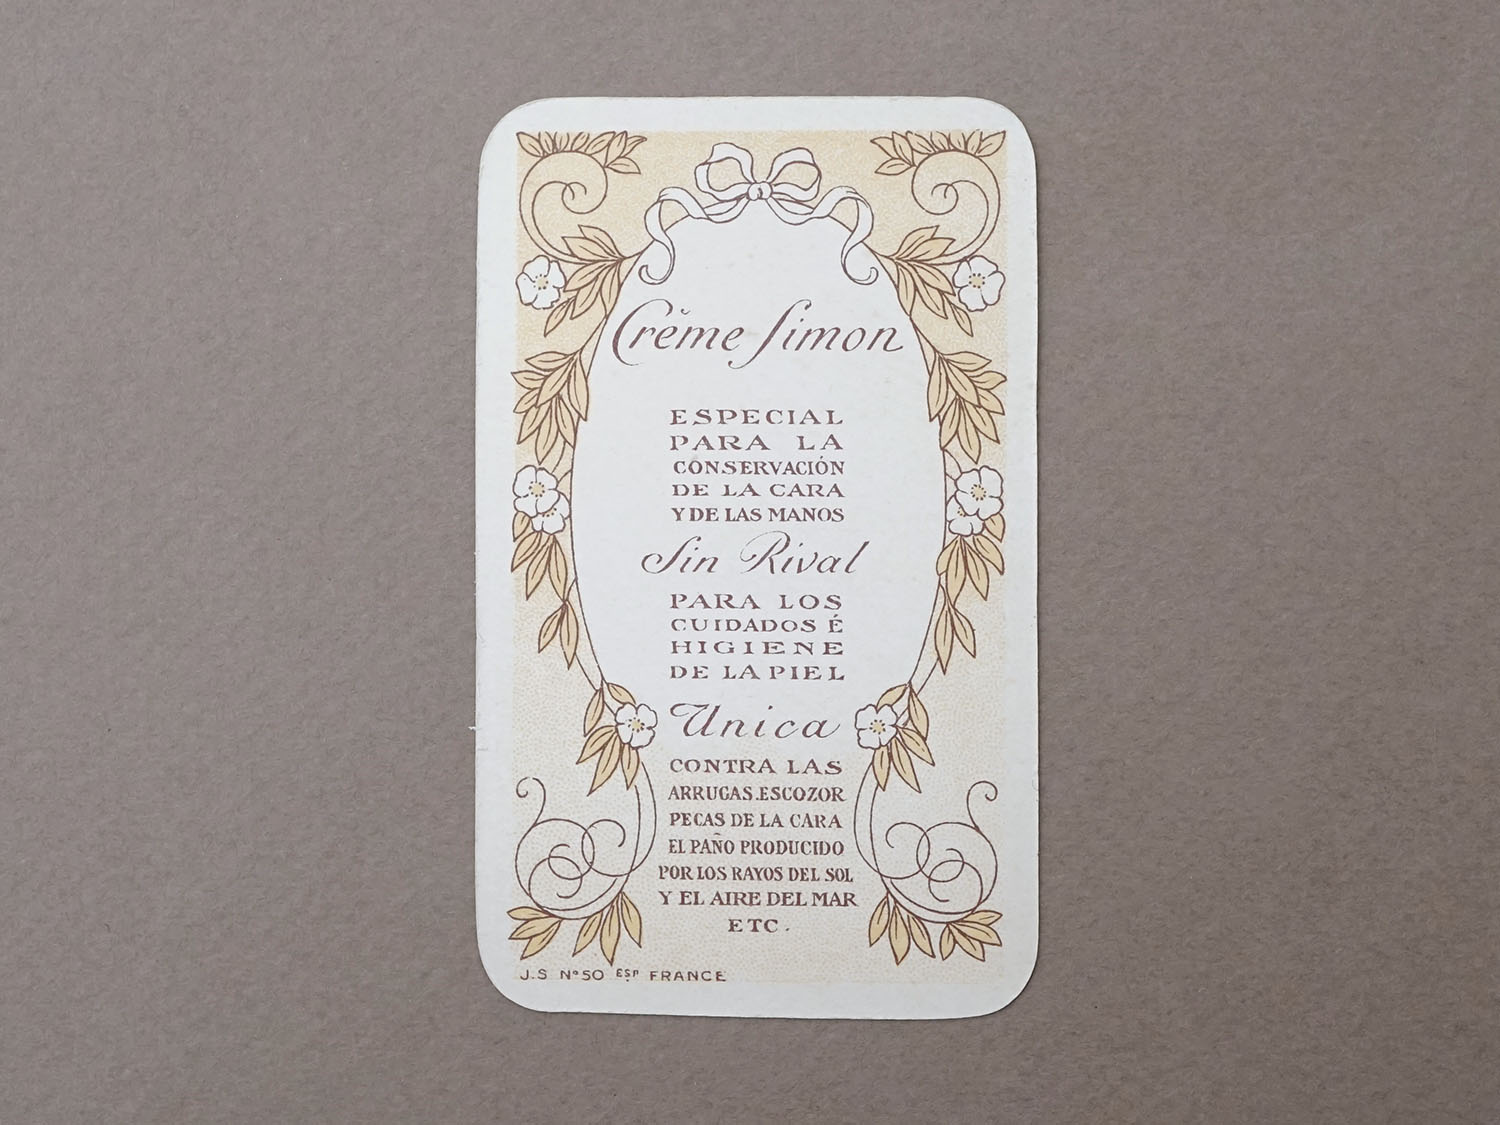 Crème Simon
ESPECIAL
PARA LA
CONSERVACIÓN
DE LA CARA
Y DE LAS MANOS
Sin Rival
PARA LOS
CUIDADOS É
HIGIENE
DE LA PIEL
Unica
CONTRA LAS
ARRUGAS.ESCOZOR
PECAS DE LA CARA
EL PAÑO PRODUCIDO
POR LOS RAYOS DEL SOL
Y EL AIRE DEL MAR
ETC.
J.S Nº50 ESP. FRANCE